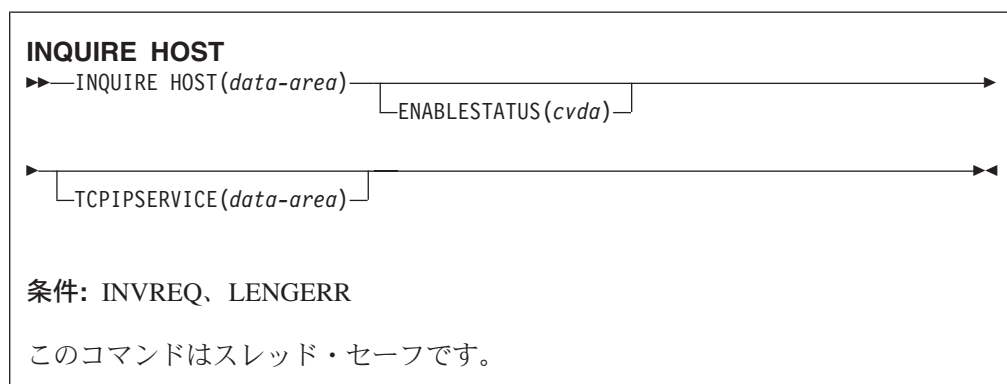 INQUIRE HOST
INQUIRE HOST(data-area)
ENABLESTATUS(cvda)
TCPIPSERVICE(data-area)
条件: INVREQ、LENGERR
このコマンドはスレッド・セーフです。